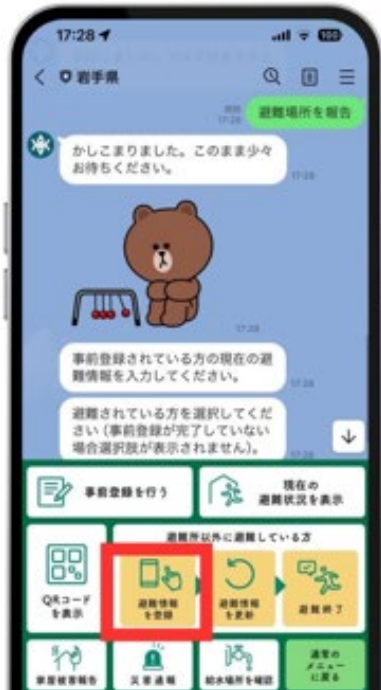 17:28
岩手県
避難場所を報告
既読
17:28
かしこまりました。このまま少々
お待ちください。
17:28
17:28
事前登録されている方の現在の避
難情報を入力してください。
17:28
避難されている方を選択してくだ
さい（事前登録が完了していない
場合選択肢が表示されません）。
17:28
事前登録を行う
現在の
避難状況を表示
QRコード
を表示
避難所以外に避難している方
避難情報
を登録
避難情報
を更新
避難終了
家屋被害報告
災害通報
給水場所を確認
通常の
メニュー
に戻る